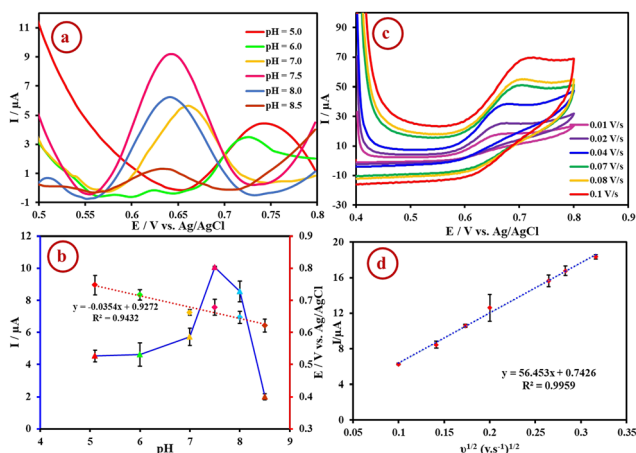 a
11
9
7
5
3
1
-1
I / µA
0.5
0.55
0.6
0.65
0.7
0.75
0.8
E / V vs. Ag/AgCl
pH = 5.0
pH = 6.0
pH = 7.0
pH = 7.5
pH = 8.0
pH = 8.5
c
110
90
70
50
30
10
-10
-30
I / µA
0.4
0.5
0.6
0.7
0.8
0.9
E / V vs. Ag/AgCl
0.01 V/s
0.02 V/s
0.04 V/s
0.07 V/s
0.08 V/s
0.1 V/s
b
12
10
8
6
4
2
0
I / µA
0.8
0.7
0.6
0.5
0.4
0.3
E / V vs. Ag/AgCl
y = -0.0354x + 0.9272
R² = 0.9432
4
5
6
7
8
9
pH
d
20
16
12
8
4
0
I/µA
y = 56.453x + 0.7426
R² = 0.9959
0.05
0.1
0.15
0.2
0.25
0.3
0.35
υ1/2 (v.s-1)1/2